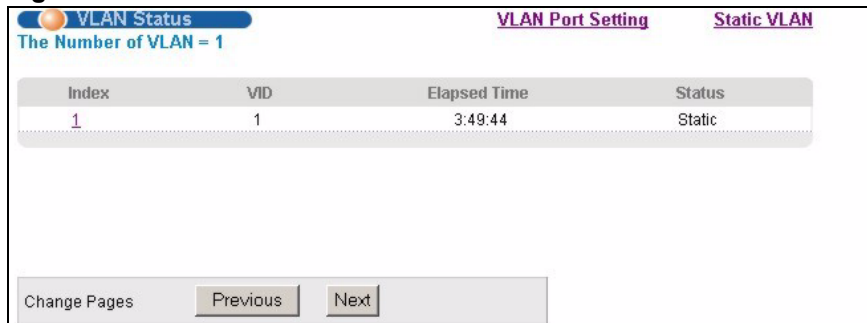 VLAN Status VLAN Port Setting Static VLAN
The Number of VLAN = 1
Index VID Elapsed Time Status
1 1 3:49:44 Static
Change Pages Previous Next